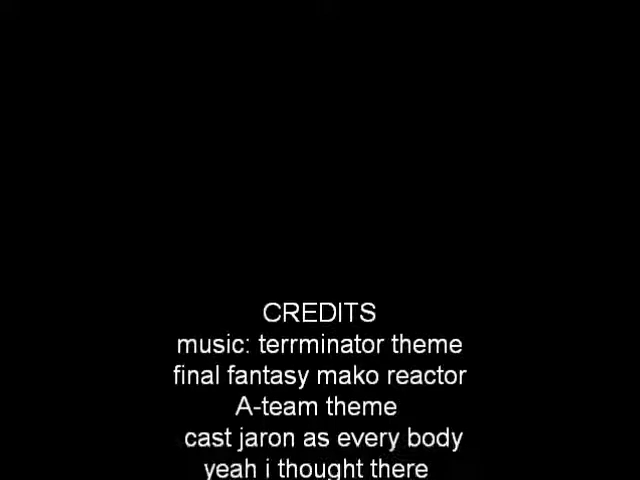 CREDITS
music: terrminator theme
final fantasy mako reactor
A-team theme
cast jaron as every body
yeah i thought there